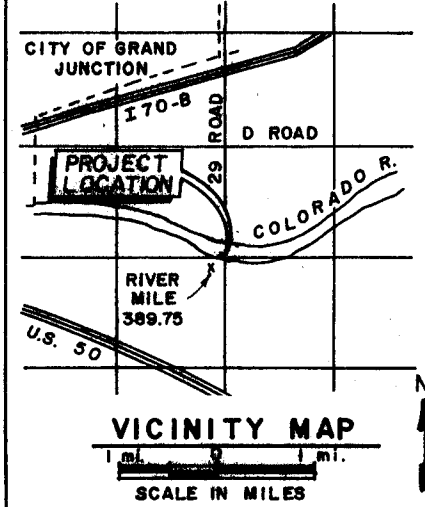 CITY OF GRAND
JUNCTION
I 70-B
29 ROAD
D ROAD
PROJECT
LOCATION
COLORADO R.
RIVER
MILE
389.75
U.S. 50
N
VICINITY MAP
1 mi. 0 1 mi.
SCALE IN MILES